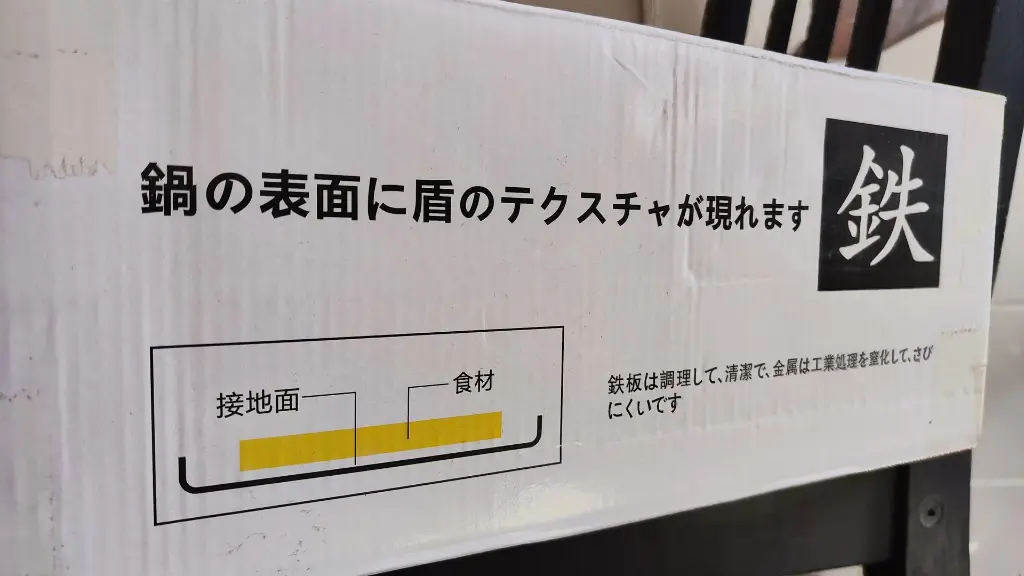 鍋の表面に盾のテクスチャが現れます
鉄
接地面
食材
鉄板は調理して、清潔で、金属は工業処理を窒化して、さび
にくいです